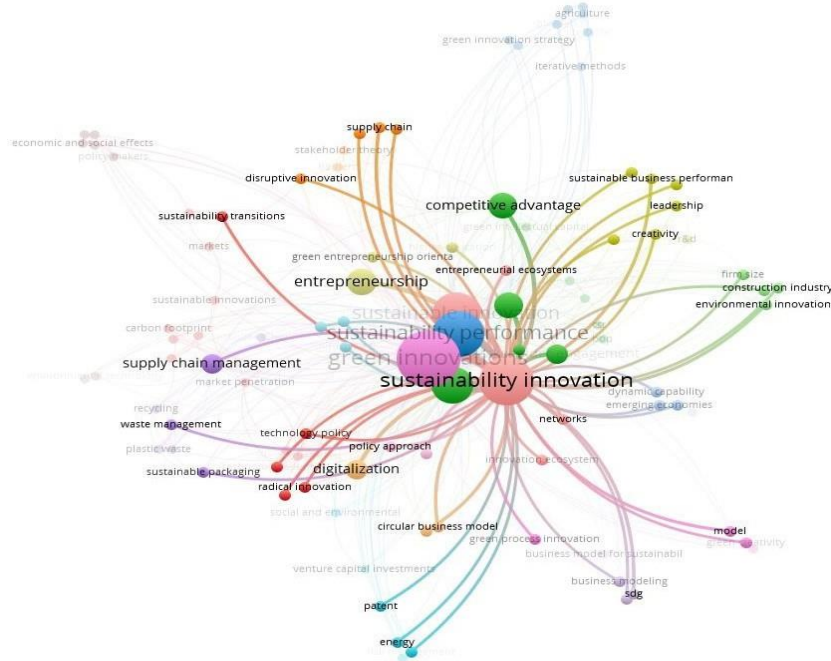 agriculture
green innovation strategy
iterative methods
supply chain
economic and social effects
stakeholder theory
policy makers
disruptive innovation
sustainable business performan
competitive advantage
leadership
sustainability transitions
creativity
r&d
markets
green entrepreneurship orienta
entrepreneurial ecosystems
firm size
entrepreneurship
construction industry
sustainable innovations
environmental innovation
sustainable innovation
carbon footprint
sustainability performance
green innovations
supply chain management
market penetration
sustainability innovation
dynamic capability
recycling
emerging economies
waste management
networks
technology policy
plastic waste
policy approach
innovation ecosystem
sustainable packaging
digitalization
radical innovation
social and environmental
circular business model
model
green process innovation
business model for sustainabil
venture capital investments
business modeling
sdg
patent
energy